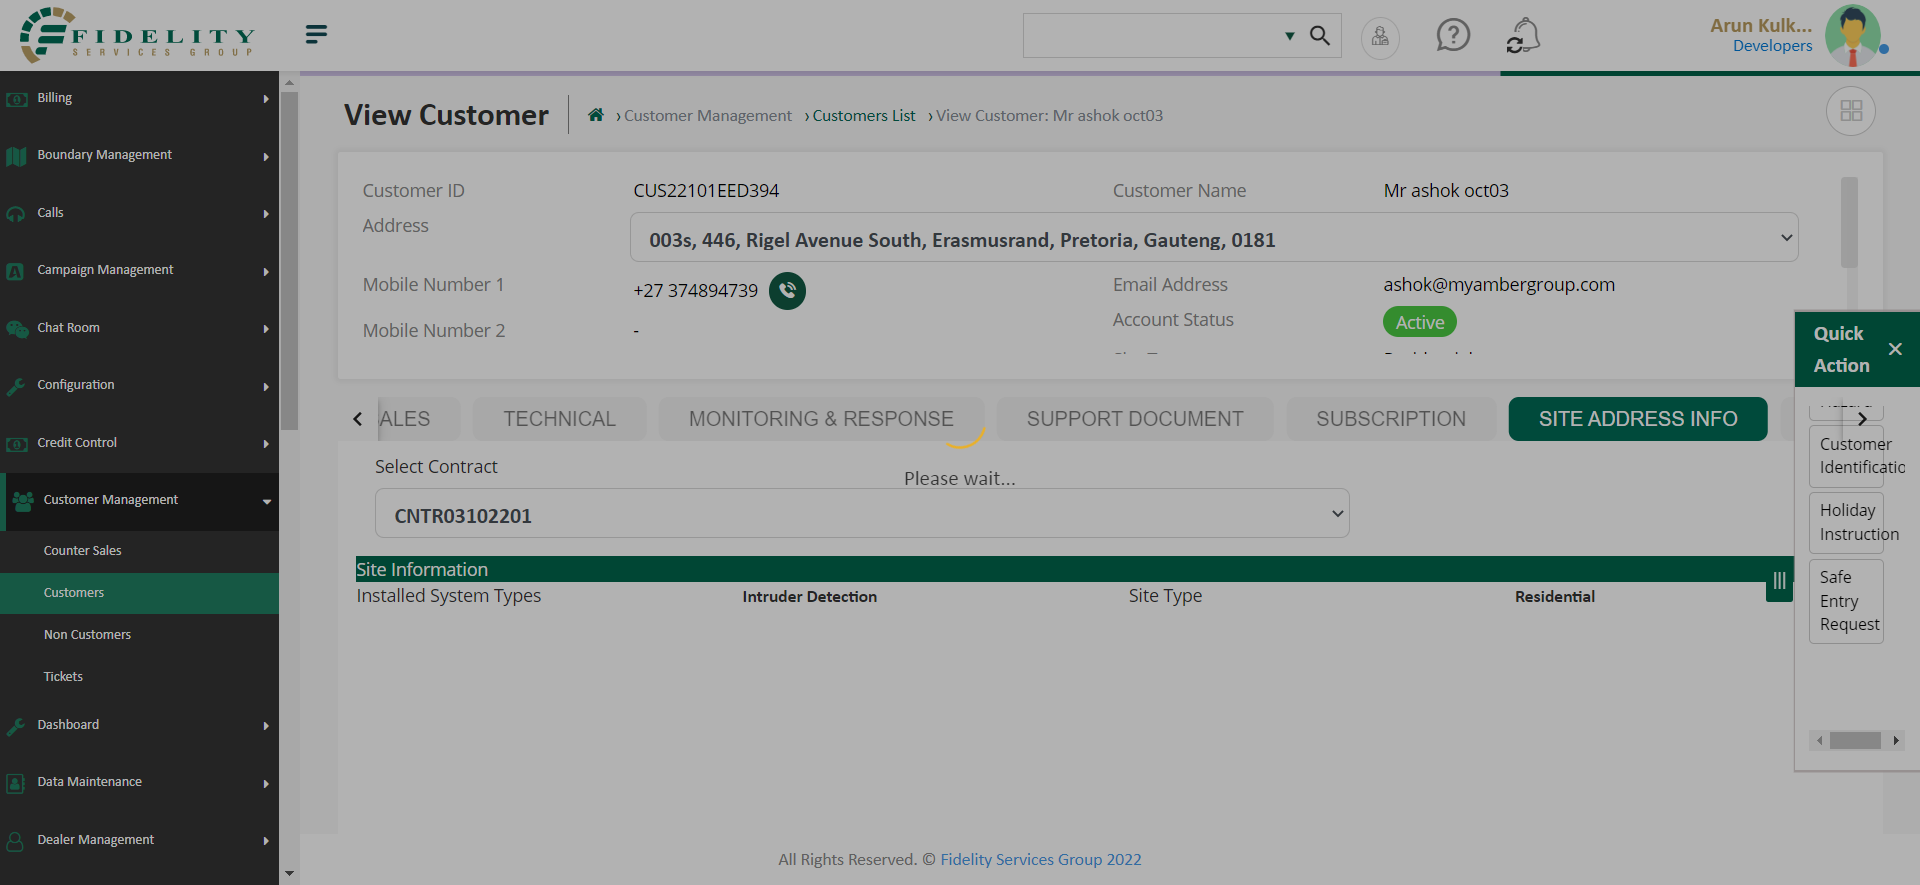 FIDELITY
SERVICES GROUP
Arun Kulk...
Developers
Billing
Boundary Management
Calls
Campaign Management
Chat Room
Configuration
Credit Control
Customer Management
Counter Sales
Customers
Non Customers
Tickets
Dashboard
Data Maintenance
Dealer Management
View Customer
› Customer Management › Customers List › View Customer: Mr ashok oct03
Customer ID CUS22101EED394 Customer Name Mr ashok oct03
Address 003s, 446, Rigel Avenue South, Erasmusrand, Pretoria, Gauteng, 0181
Mobile Number 1 +27 374894739 Email Address ashok@myambergroup.com
Account Status Active
Mobile Number 2 -
ALES TECHNICAL MONITORING & RESPONSE SUPPORT DOCUMENT SUBSCRIPTION SITE ADDRESS INFO
Select Contract
Please wait...
CNTR03102201
Site Information
Installed System Types Intruder Detection Site Type Residential
Quick
Action
Customer
Identificatio
Holiday
Instruction
Safe
Entry
Request
All Rights Reserved. © Fidelity Services Group 2022